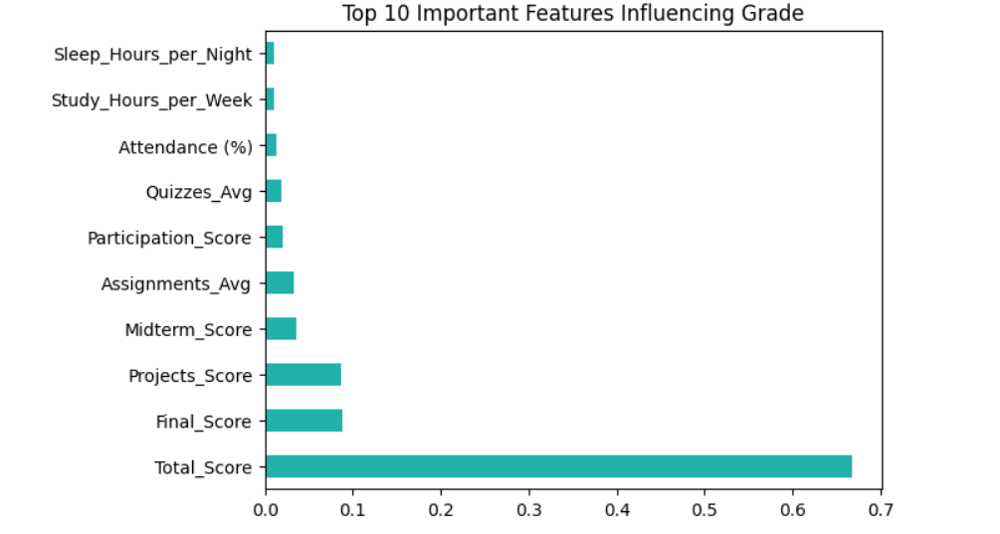 Top 10 Important Features Influencing Grade
Sleep_Hours_per_Night
Study_Hours_per_Week
Attendance (%)
Quizzes_Avg
Participation_Score
Assignments_Avg
Midterm_Score
Projects_Score
Final_Score
Total_Score
0.0 0.1 0.2 0.3 0.4 0.5 0.6 0.7